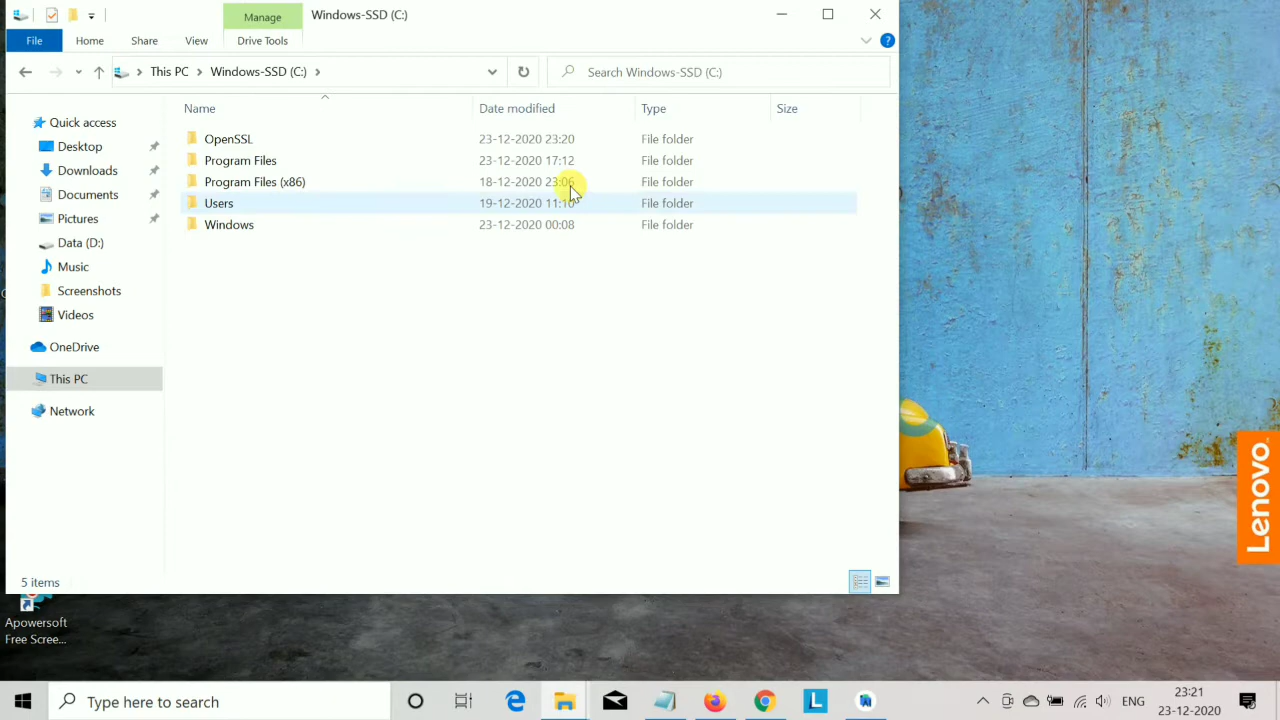 Manage
Windows-SSD (C:)
File
Home
Share
View
Drive Tools
This PC
Windows-SSD (C:)
Search Windows-SSD (C:)
Name
Date modified
Type
Size
Quick access
Desktop
Downloads
Documents
Pictures
Data (D:)
Music
Screenshots
Videos
OneDrive
This PC
Network
OpenSSL 23-12-2020 23:20 File folder
Program Files 23-12-2020 17:12 File folder
Program Files (x86) 18-12-2020 23:06 File folder
Users 19-12-2020 11:10 File folder
Windows 23-12-2020 00:08 File folder
5 items
Lenovo
Apowersoft
Free Scree...
Type here to search
ENG
23:21
23-12-2020